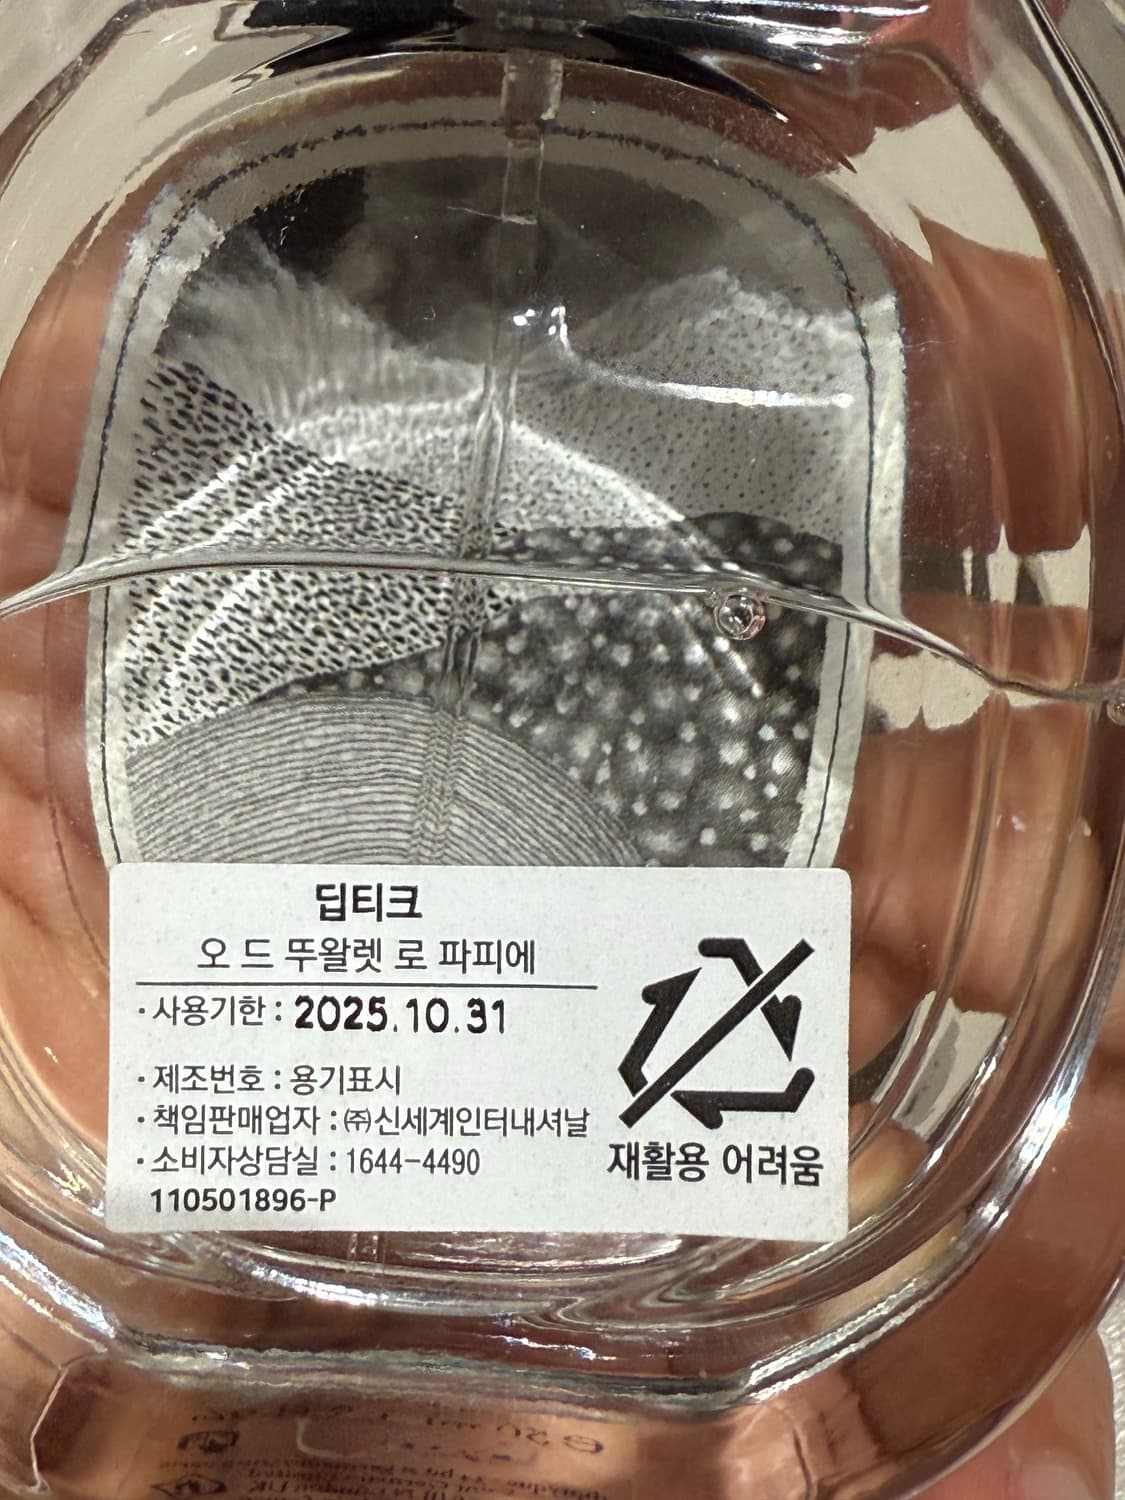 딥티크
오 드 뚜왈렛 로 파피에
· 사용기한 : 2025.10.31
· 제조번호 : 용기표시
· 책임판매업자 : ㈜신세계인터내셔날
· 소비자상담실 : 1644-4490
110501896-P
재활용 어려움